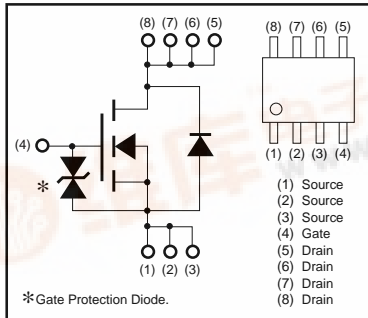 (8) (7) (6) (5)
(8) (7) (6) (5)
(4)
*
(1) (2) (3)
(1) (2) (3) (4)
(1) Source
(2) Source
(3) Source
(4) Gate
(5) Drain
(6) Drain
(7) Drain
(8) Drain
*Gate Protection Diode.